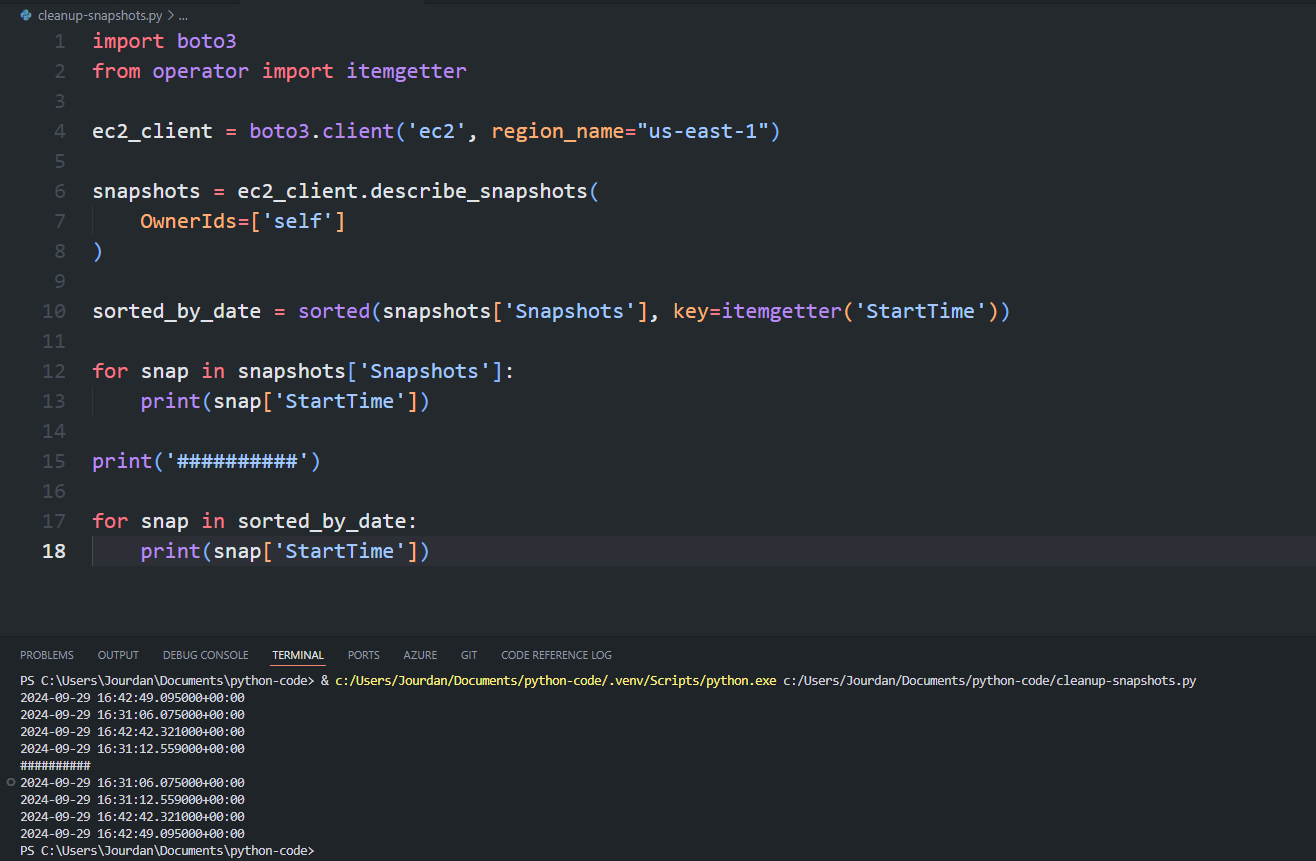 cleanup-snapshots.py > ...
1 import boto3
2 from operator import itemgetter
3
4 ec2_client = boto3.client('ec2', region_name="us-east-1")
5
6 snapshots = ec2_client.describe_snapshots(
7     OwnerIds=['self']
8 )
9
10 sorted_by_date = sorted(snapshots['Snapshots'], key=itemgetter('StartTime'))
11
12 for snap in snapshots['Snapshots']:
13     print(snap['StartTime'])
14
15 print('##########')
16
17 for snap in sorted_by_date:
18     print(snap['StartTime'])
PROBLEMS OUTPUT DEBUG CONSOLE TERMINAL PORTS AZURE GIT CODE REFERENCE LOG
PS C:\Users\Jourdan\Documents\python-code> & c:/Users/Jourdan/Documents/python-code/.venv/Scripts/python.exe c:/Users/Jourdan/Documents/python-code/cleanup-snapshots.py
2024-09-29 16:42:49.095000+00:00
2024-09-29 16:31:06.075000+00:00
2024-09-29 16:42:42.321000+00:00
2024-09-29 16:31:12.559000+00:00
##########
2024-09-29 16:31:06.075000+00:00
2024-09-29 16:31:12.559000+00:00
2024-09-29 16:42:42.321000+00:00
2024-09-29 16:42:49.095000+00:00
PS C:\Users\Jourdan\Documents\python-code>